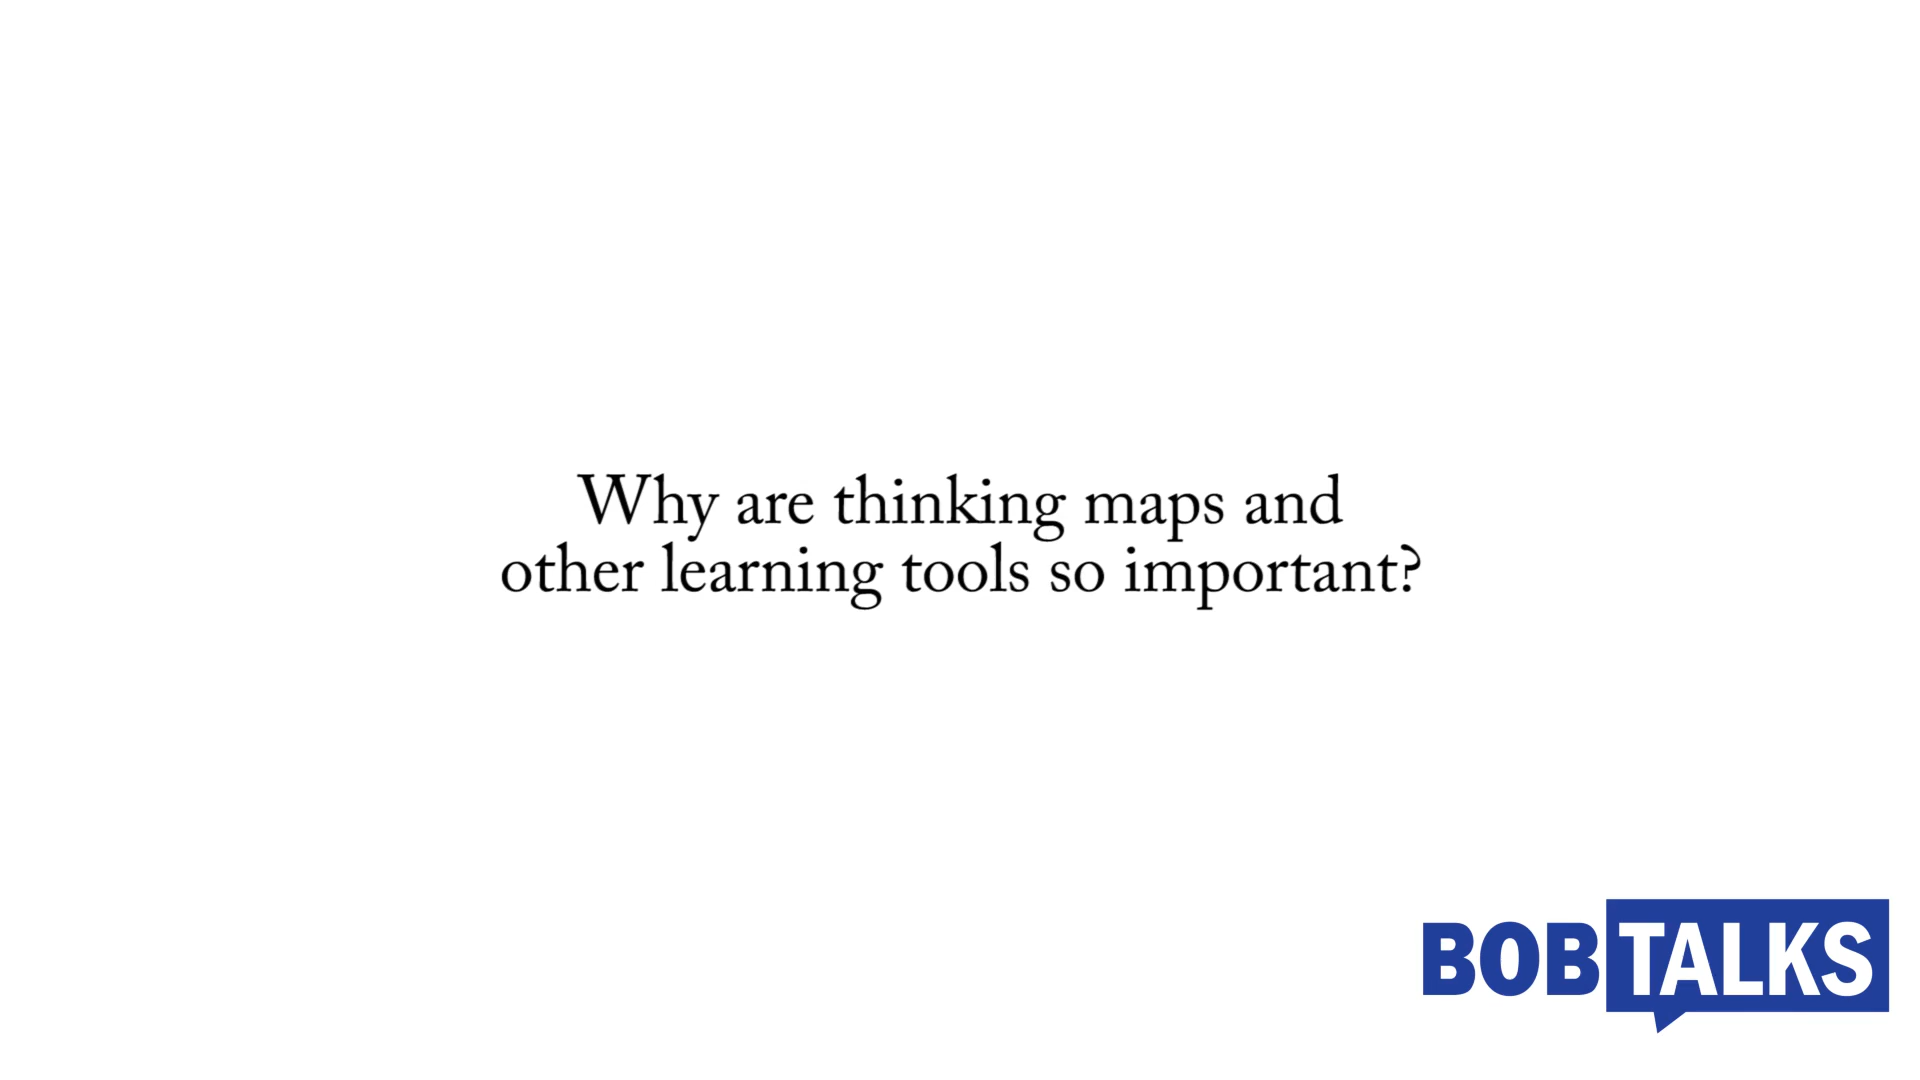 Why are thinking maps and
other learning tools so important?
BOBTALKS